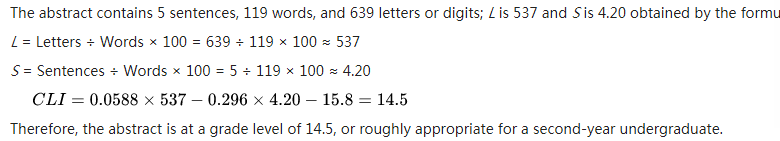 The abstract contains 5 sentences, 119 words, and 639 letters or digits; L is 537 and S is 4.20 obtained by the formu
L = Letters ÷ Words × 100 = 639 ÷ 119 × 100 ≈ 537
S = Sentences ÷ Words × 100 = 5 ÷ 119 × 100 ≈ 4.20
CLI = 0.0588 × 537 − 0.296 × 4.20 − 15.8 = 14.5
Therefore, the abstract is at a grade level of 14.5, or roughly appropriate for a second-year undergraduate.